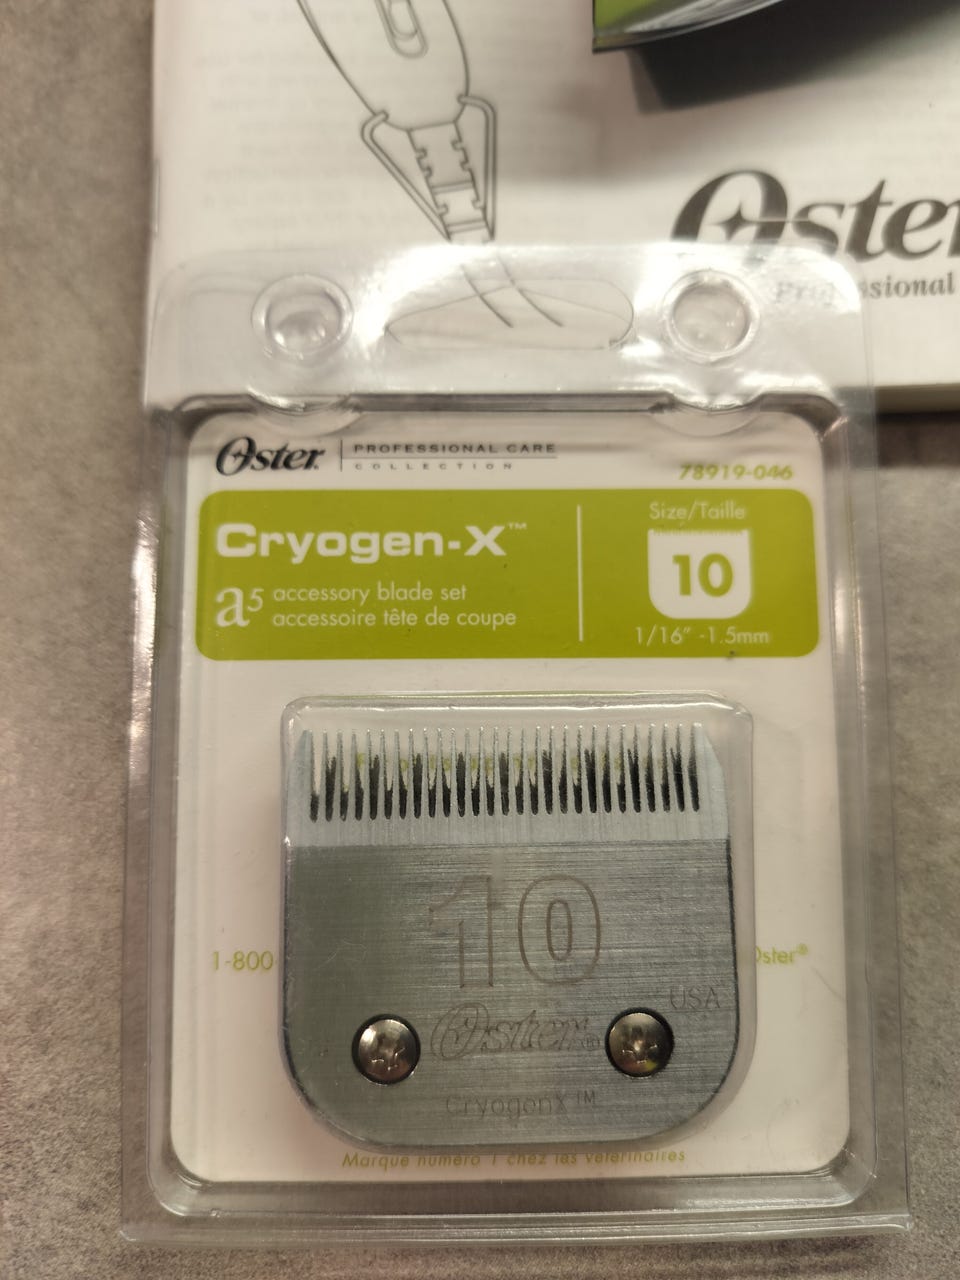 Oster
ssional
Oster®
PROFESSIONAL CARE
COLLECTION
78919-046
Cryogen-X™
a5 accessory blade set
accessoire tête de coupe
Size/Taille
10
1/16" -1.5mm
10
1-800
Oster®
USA
Oster®
CryogenX™
Marque numéro 1 chez les vétérinaires